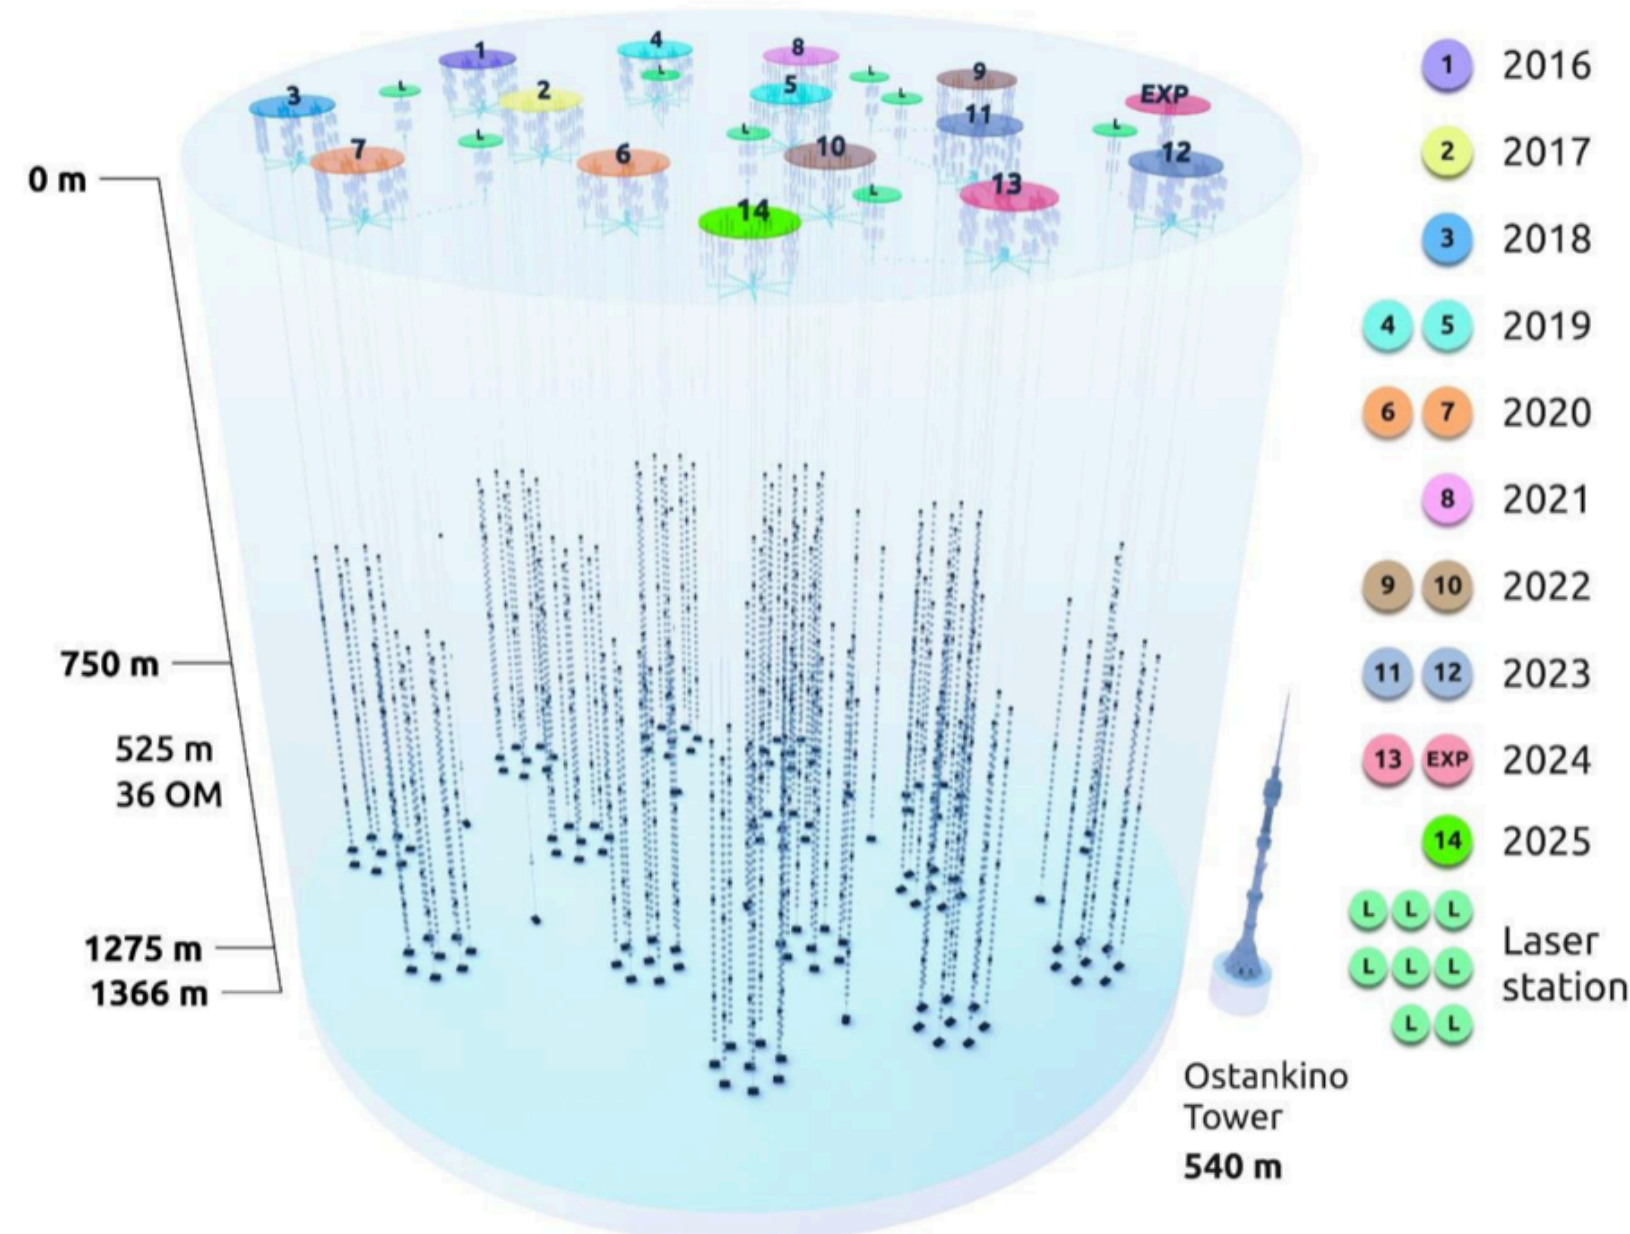 1
4
8
9
EXP
3
L
2
L
5
L
L
11
L
L
L
7
6
10
12
13
L
14
0 m
750 m
525 m
36 OM
1275 m
1366 m
1 2016
2 2017
3 2018
4 5 2019
6 7 2020
8 2021
9 10 2022
11 12 2023
13 EXP 2024
14 2025
L L L
L L L
L L
Laser
station
Ostankino
Tower
540 m